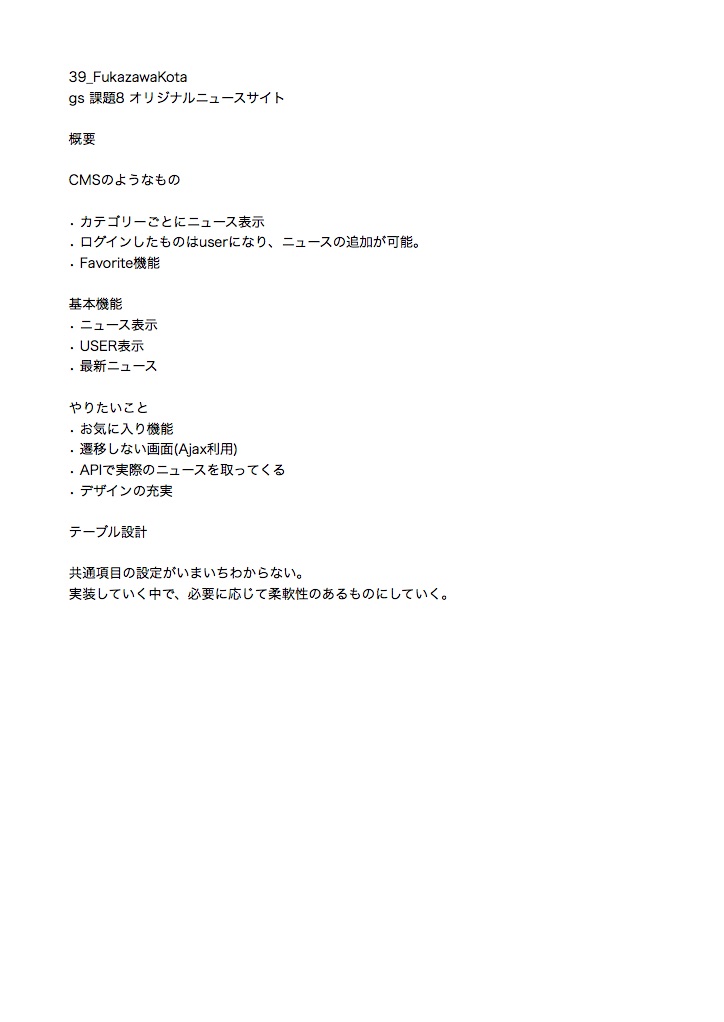 39_FukazawaKota
gs 課題8 オリジナルニュースサイト
概要
CMSのようなもの
・カテゴリーごとにニュース表示
・ログインしたものはuserになり、ニュースの追加が可能。
・Favorite機能
基本機能
・ニュース表示
・USER表示
・最新ニュース
やりたいこと
・お気に入り機能
・遷移しない画面(Ajax利用)
・APIで実際のニュースを取ってくる
・デザインの充実
テーブル設計
共通項目の設定がいまいちわからない。
実装していく中で、必要に応じて柔軟性のあるものにしていく。